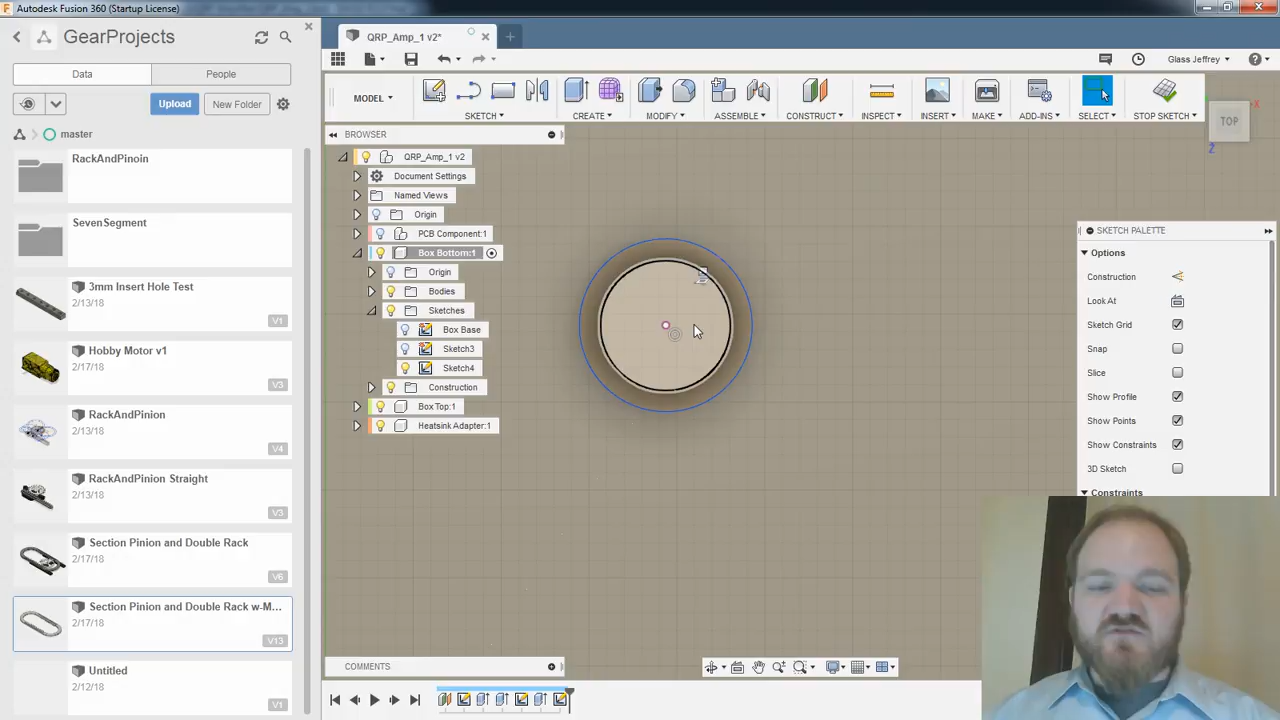 Autodesk Fusion 360 (Startup License)
GearProjects
QRP_Amp_1 v2*
Data
People
Glass Jeffrey
Upload
New Folder
MODEL
SKETCH
CREATE
MODIFY
ASSEMBLE
CONSTRUCT
INSPECT
INSERT
MAKE
ADD-INS
SELECT
STOP SKETCH
master
TOP
X
Z
RackAndPinoin
SevenSegment
3mm Insert Hole Test
2/13/18
V1
Hobby Motor v1
2/17/18
V3
RackAndPinion
2/13/18
V4
RackAndPinion Straight
2/13/18
V3
Section Pinion and Double Rack
2/17/18
V6
Section Pinion and Double Rack w-M...
2/17/18
V13
Untitled
2/12/18
V1
BROWSER
QRP_Amp_1 v2
Document Settings
Named Views
Origin
PCB Component:1
Box Bottom:1
Origin
Bodies
Sketches
Box Base
Sketch3
Sketch4
Construction
Box Top:1
Heatsink Adapter:1
SKETCH PALETTE
Options
Construction
Look At
Sketch Grid
Snap
Slice
Show Profile
Show Points
Show Constraints
3D Sketch
Constraints
COMMENTS